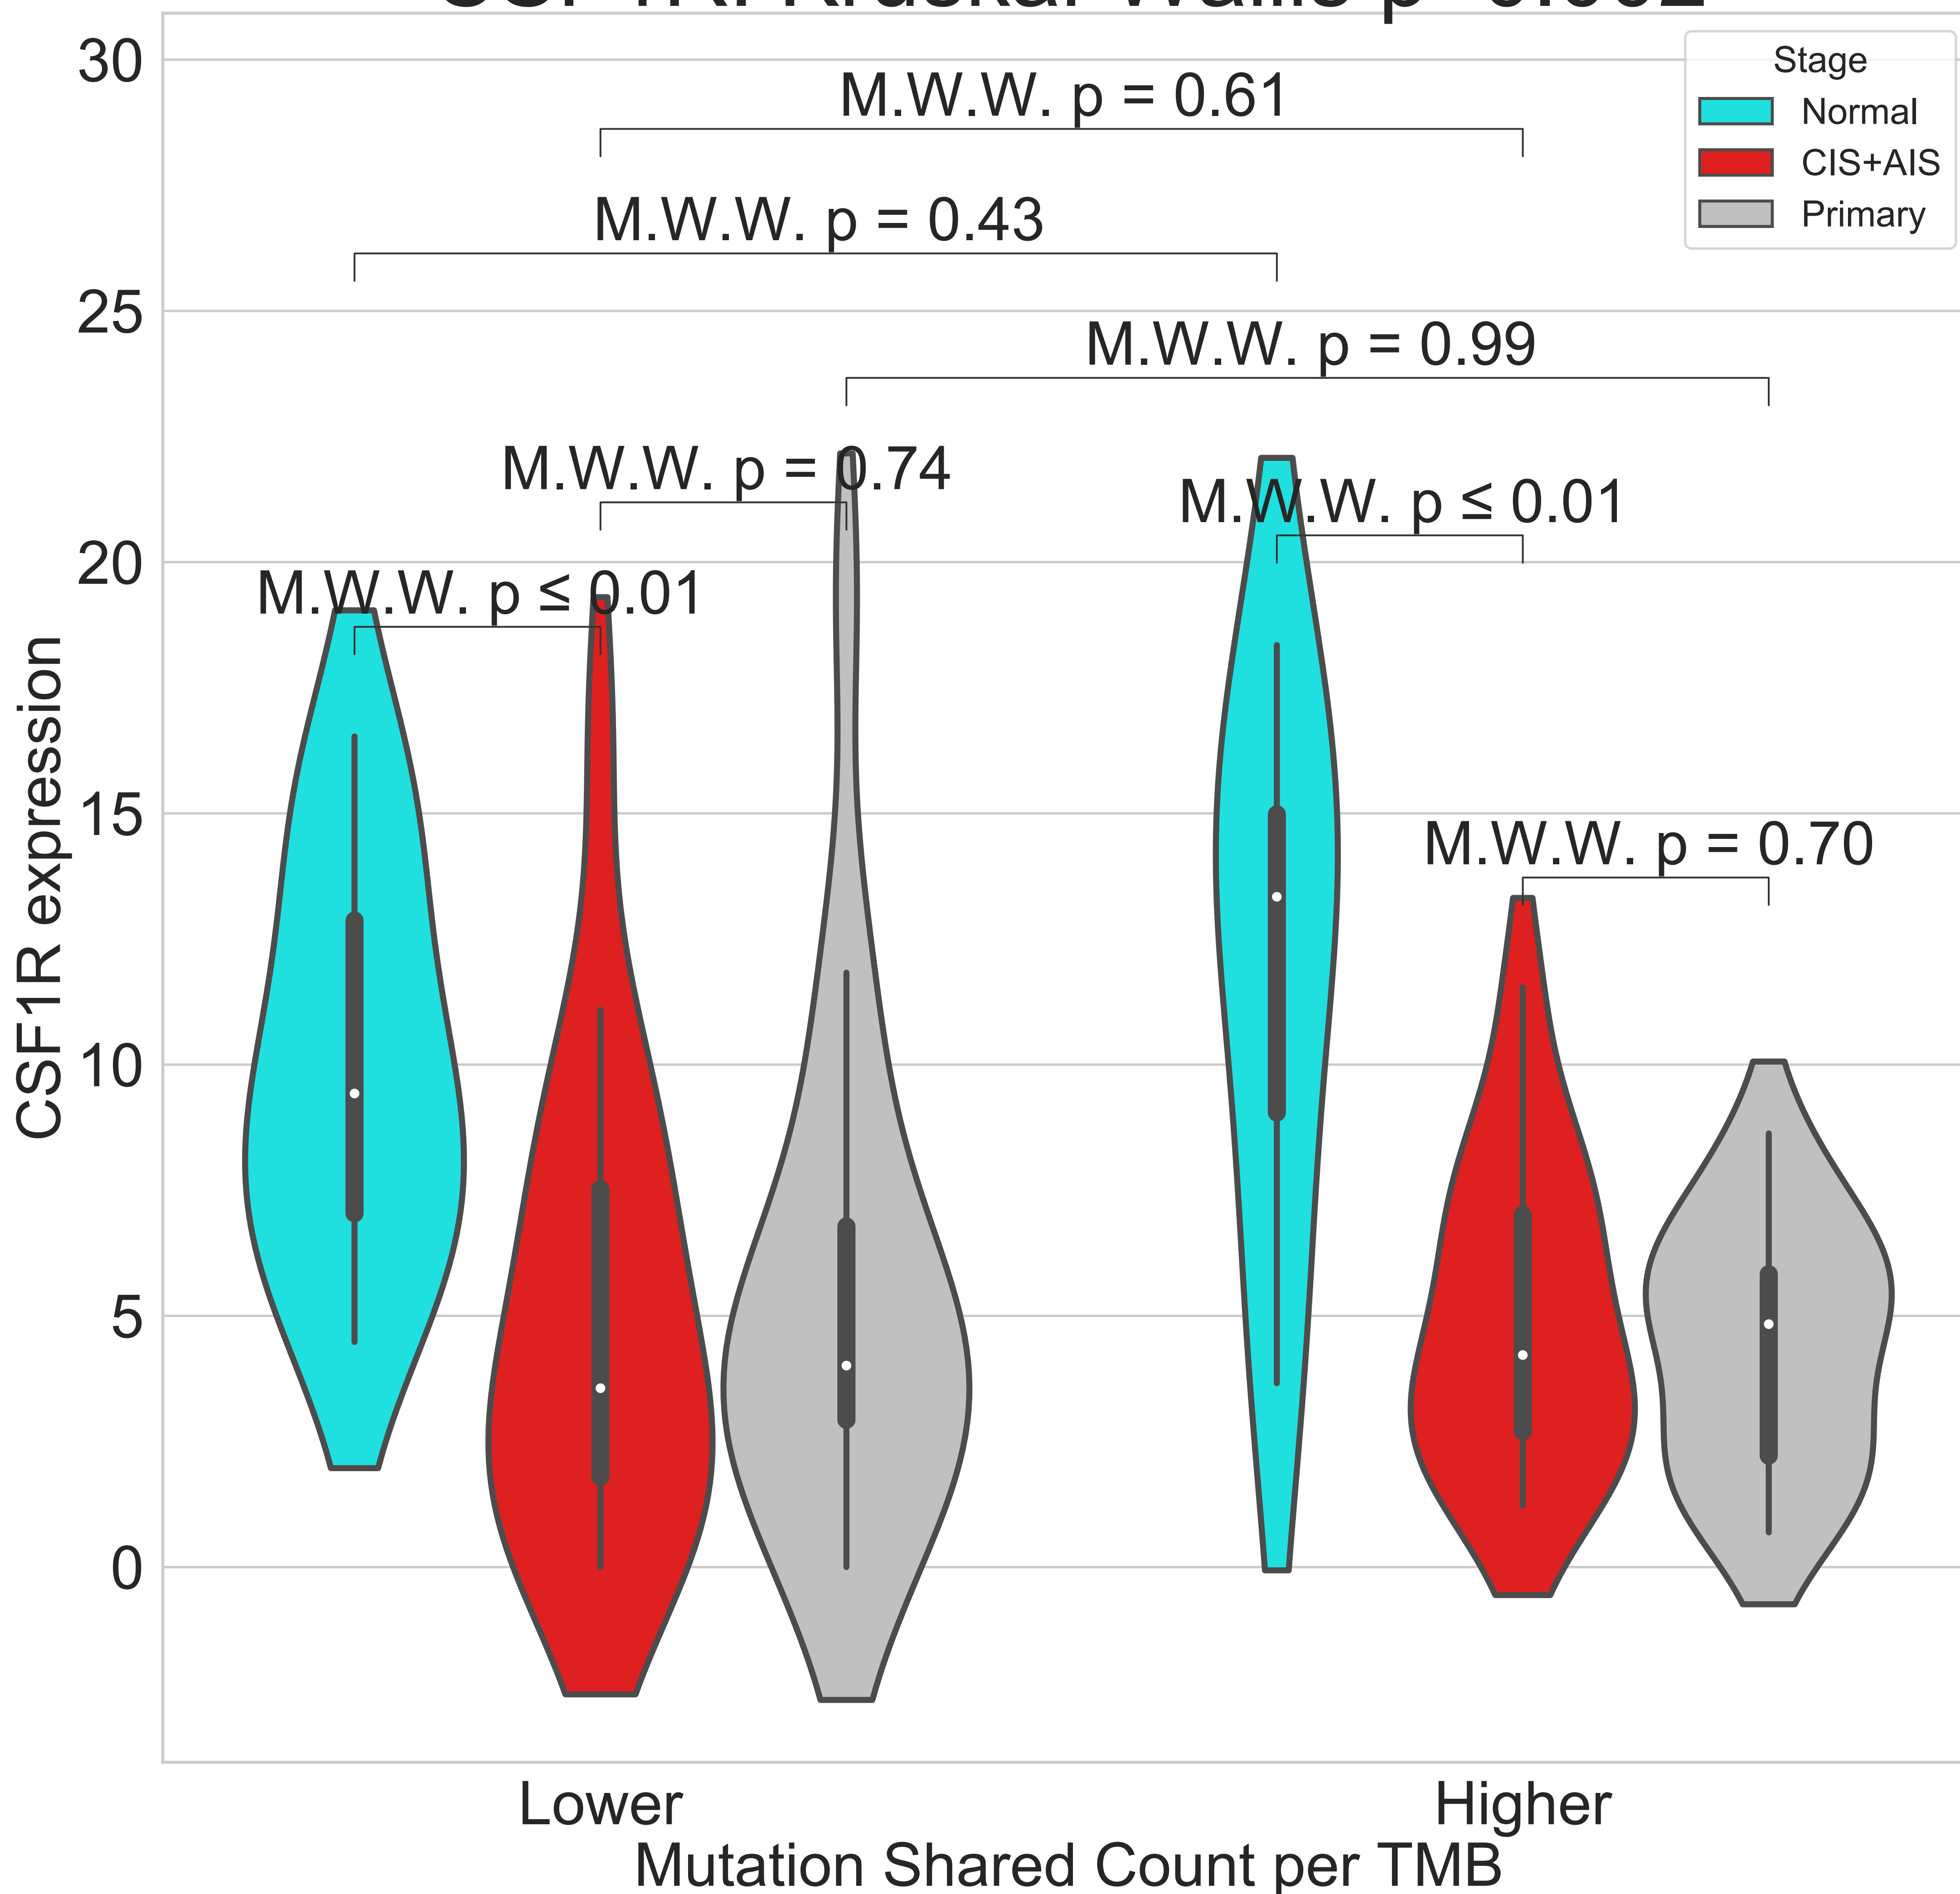 30
25
20
15
10
5
0
CSF1R expression
Stage
Normal
CIS+AIS
Primary
M.W.W. p = 0.61
M.W.W. p = 0.43
M.W.W. p = 0.99
M.W.W. p = 0.74
M.W.W. p ≤ 0.01
M.W.W. p ≤ 0.01
M.W.W. p = 0.70
Lower
Higher
Mutation Shared Count per TMB